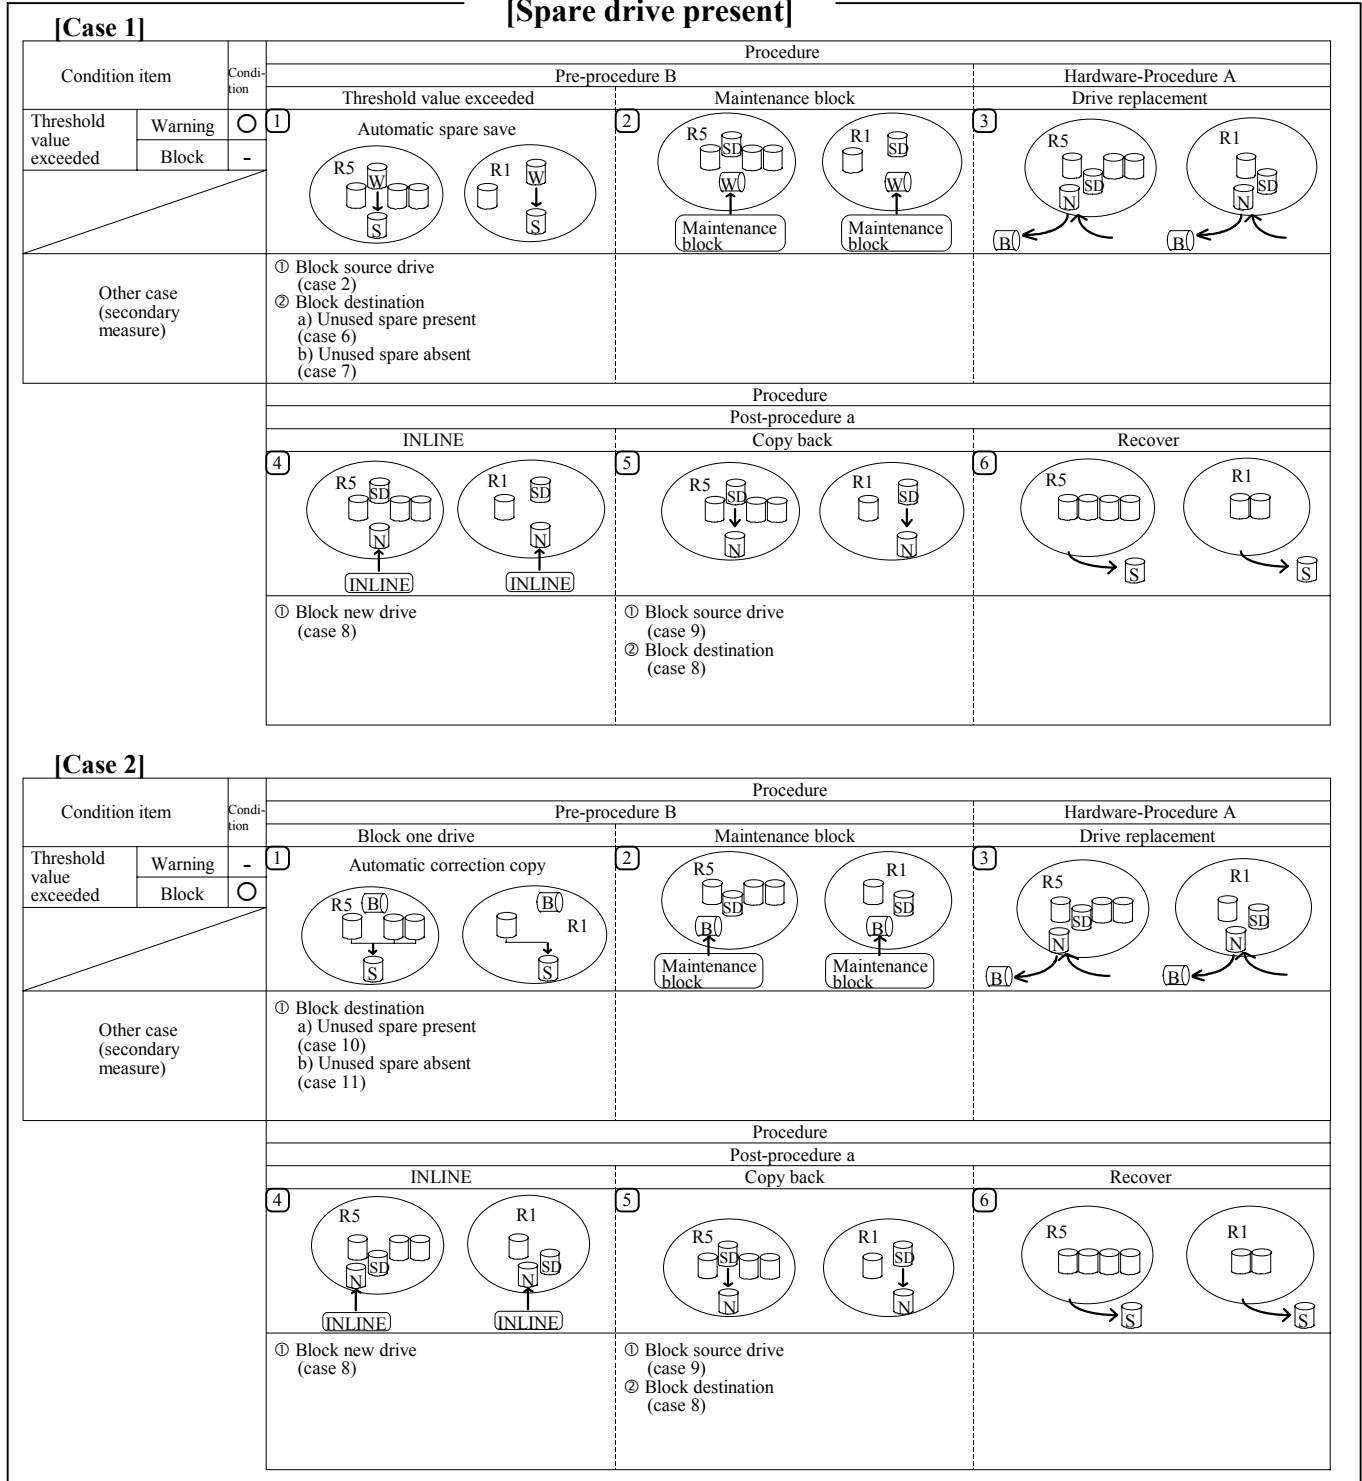 [Spare drive present]
[Case 1]
Condition item
Condi-
tion
Procedure
Pre-procedure B
Hardware-Procedure A
Threshold value exceeded
Maintenance block
Drive replacement
Threshold
value
exceeded
Warning
○
Block
-
1
Automatic spare save
R5
W
S
R1
W
S
2
R5
SD
W
Maintenance
block
R1
SD
W
Maintenance
block
3
R5
SD
N
B
R1
SD
N
B
Other case
(secondary
measure)
① Block source drive
(case 2)
② Block destination
a) Unused spare present
(case 6)
b) Unused spare absent
(case 7)
Procedure
Post-procedure a
INLINE
Copy back
Recover
4
R5
SD
N
INLINE
R1
SD
N
INLINE
5
R5
SD
N
R1
SD
N
6
R5
S
R1
S
① Block new drive
(case 8)
① Block source drive
(case 9)
② Block destination
(case 8)
[Case 2]
Condition item
Condi-
tion
Procedure
Pre-procedure B
Hardware-Procedure A
Block one drive
Maintenance block
Drive replacement
Threshold
value
exceeded
Warning
-
Block
○
1
Automatic correction copy
R5
B
S
B
R1
S
2
R5
SD
B
Maintenance
block
R1
SD
B
Maintenance
block
3
R5
SD
N
B
R1
SD
N
B
Other case
(secondary
measure)
① Block destination
a) Unused spare present
(case 10)
b) Unused spare absent
(case 11)
Procedure
Post-procedure a
INLINE
Copy back
Recover
4
R5
SD
N
INLINE
R1
SD
N
INLINE
5
R5
SD
N
R1
SD
N
6
R5
S
R1
S
① Block new drive
(case 8)
① Block source drive
(case 9)
② Block destination
(case 8)